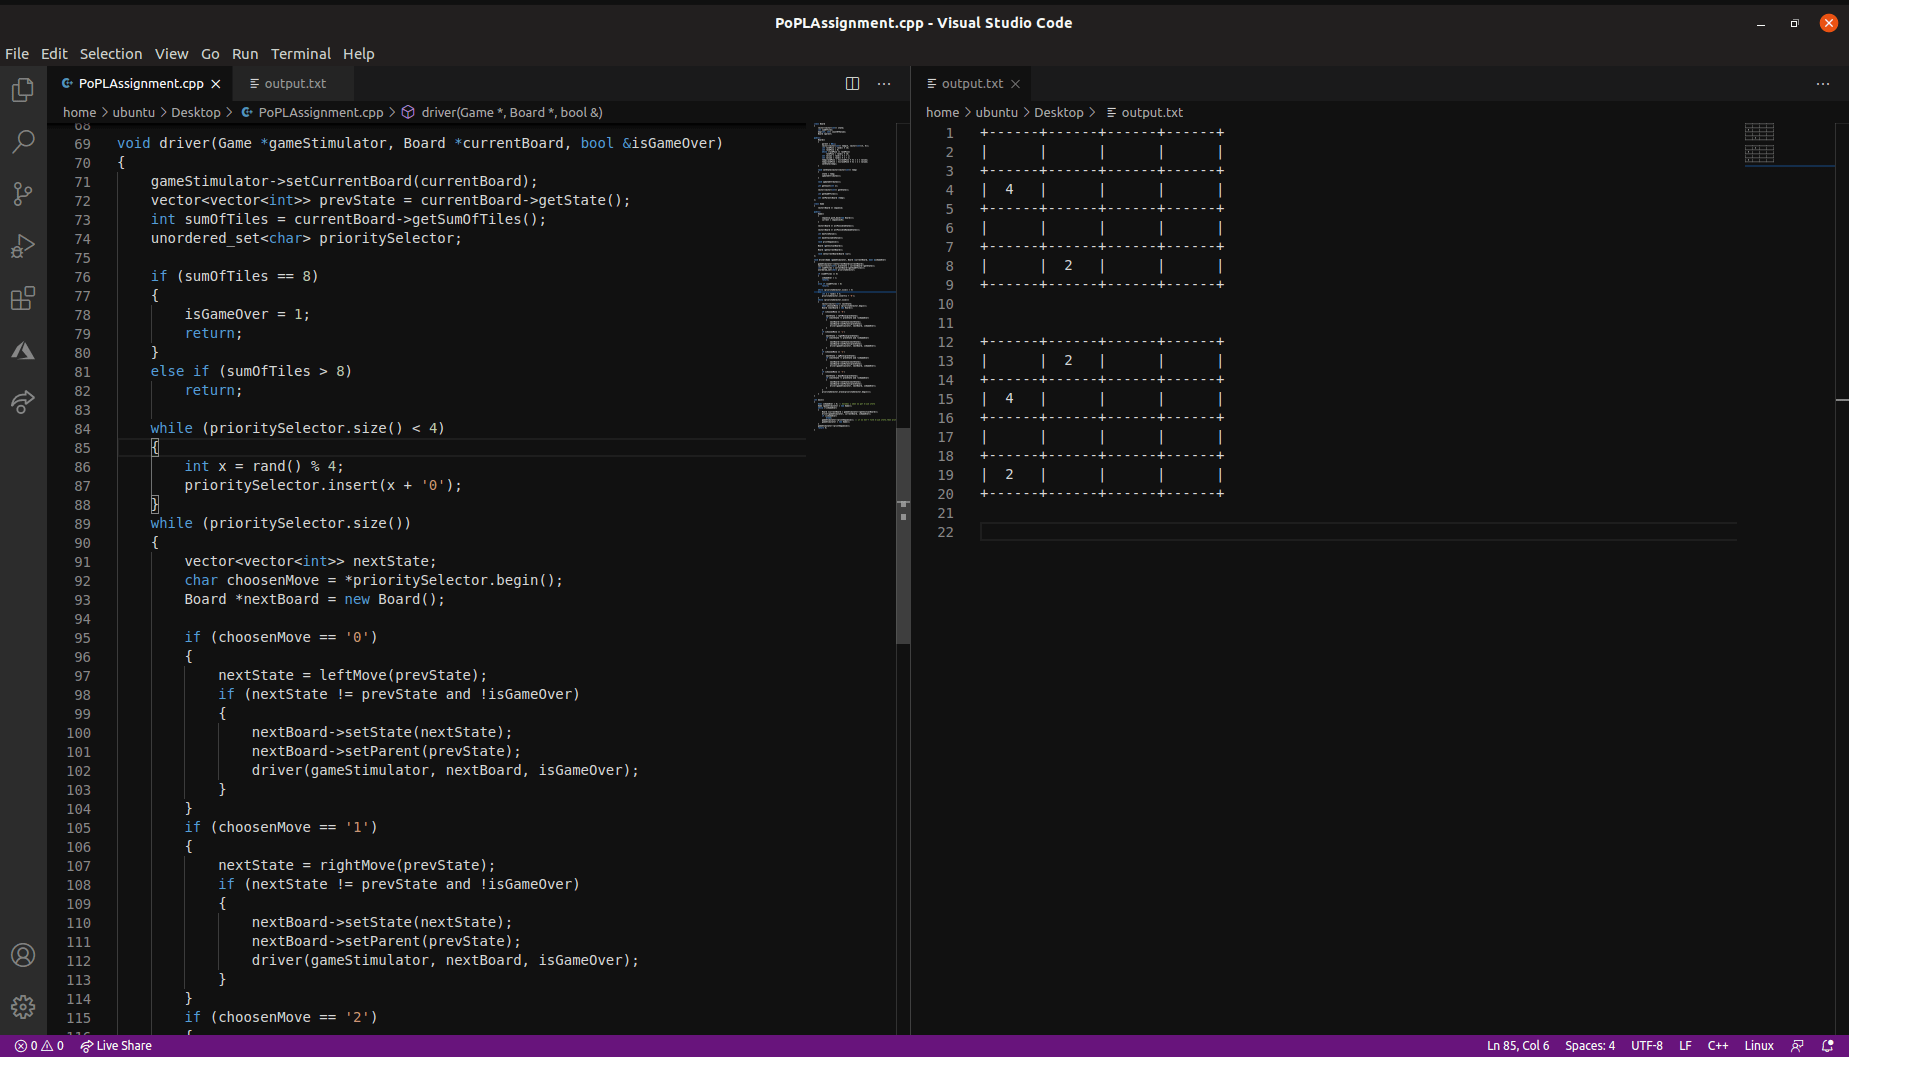 PoPLAssignment.cpp - Visual Studio Code
File Edit Selection View Go Run Terminal Help
PoPLAssignment.cpp output.txt
home > ubuntu > Desktop > PoPLAssignment.cpp > driver(Game *, Board *, bool &)
68
69 void driver(Game *gameStimulator, Board *currentBoard, bool &isGameOver)
70 {
71     gameStimulator->setCurrentBoard(currentBoard);
72     vector<vector<int>> prevState = currentBoard->getState();
73     int sumOfTiles = currentBoard->getSumOfTiles();
74     unordered_set<char> prioritySelector;
75
76     if (sumOfTiles == 8)
77     {
78         isGameOver = 1;
79         return;
80     }
81     else if (sumOfTiles > 8)
82         return;
83
84     while (prioritySelector.size() < 4)
85     {
86         int x = rand() % 4;
87         prioritySelector.insert(x + '0');
88     }
89     while (prioritySelector.size())
90     {
91         vector<vector<int>> nextState;
92         char choosenMove = *prioritySelector.begin();
93         Board *nextBoard = new Board();
94
95         if (choosenMove == '0')
96         {
97             nextState = leftMove(prevState);
98             if (nextState != prevState and !isGameOver)
99             {
100                 nextBoard->setState(nextState);
101                 nextBoard->setParent(prevState);
102                 driver(gameStimulator, nextBoard, isGameOver);
103             }
104         }
105         if (choosenMove == '1')
106         {
107             nextState = rightMove(prevState);
108             if (nextState != prevState and !isGameOver)
109             {
110                 nextBoard->setState(nextState);
111                 nextBoard->setParent(prevState);
112                 driver(gameStimulator, nextBoard, isGameOver);
113             }
114         }
115         if (choosenMove == '2')
116         {
output.txt
home > ubuntu > Desktop > output.txt
1 +------+------+------+------+
2 |      |      |      |      |
3 +------+------+------+------+
4 |  4   |      |      |      |
5 +------+------+------+------+
6 |      |      |      |      |
7 +------+------+------+------+
8 |      |  2   |      |      |
9 +------+------+------+------+
10
11
12 +------+------+------+------+
13 |      |  2   |      |      |
14 +------+------+------+------+
15 |  4   |      |      |      |
16 +------+------+------+------+
17 |      |      |      |      |
18 +------+------+------+------+
19 |  2   |      |      |      |
20 +------+------+------+------+
21
22
0 0 Live Share Ln 85, Col 6 Spaces: 4 UTF-8 LF C++ Linux